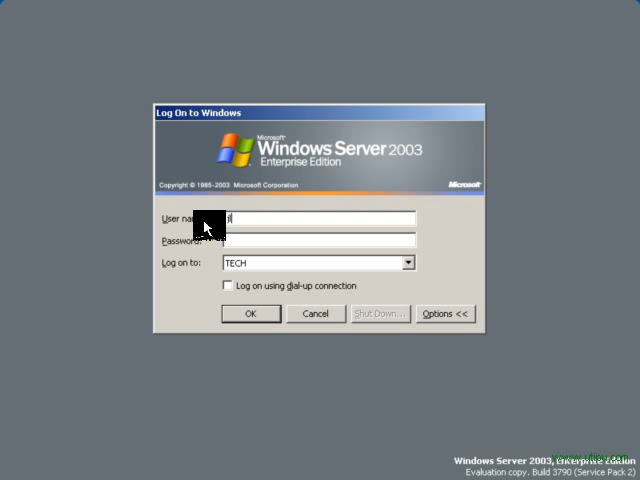 Log On to Windows
Microsoft
Windows Server 2003
Enterprise Edition
Copyright © 1985-2003 Microsoft Corporation
Microsoft
User
Password:
Log on to:
TECH
Log on using dial-up connection
OK
Cancel
Shut Down...
Options <<
Windows Server 2003, Enterprise Edition
Evaluation copy. Build 3790 (Service Pack 2)